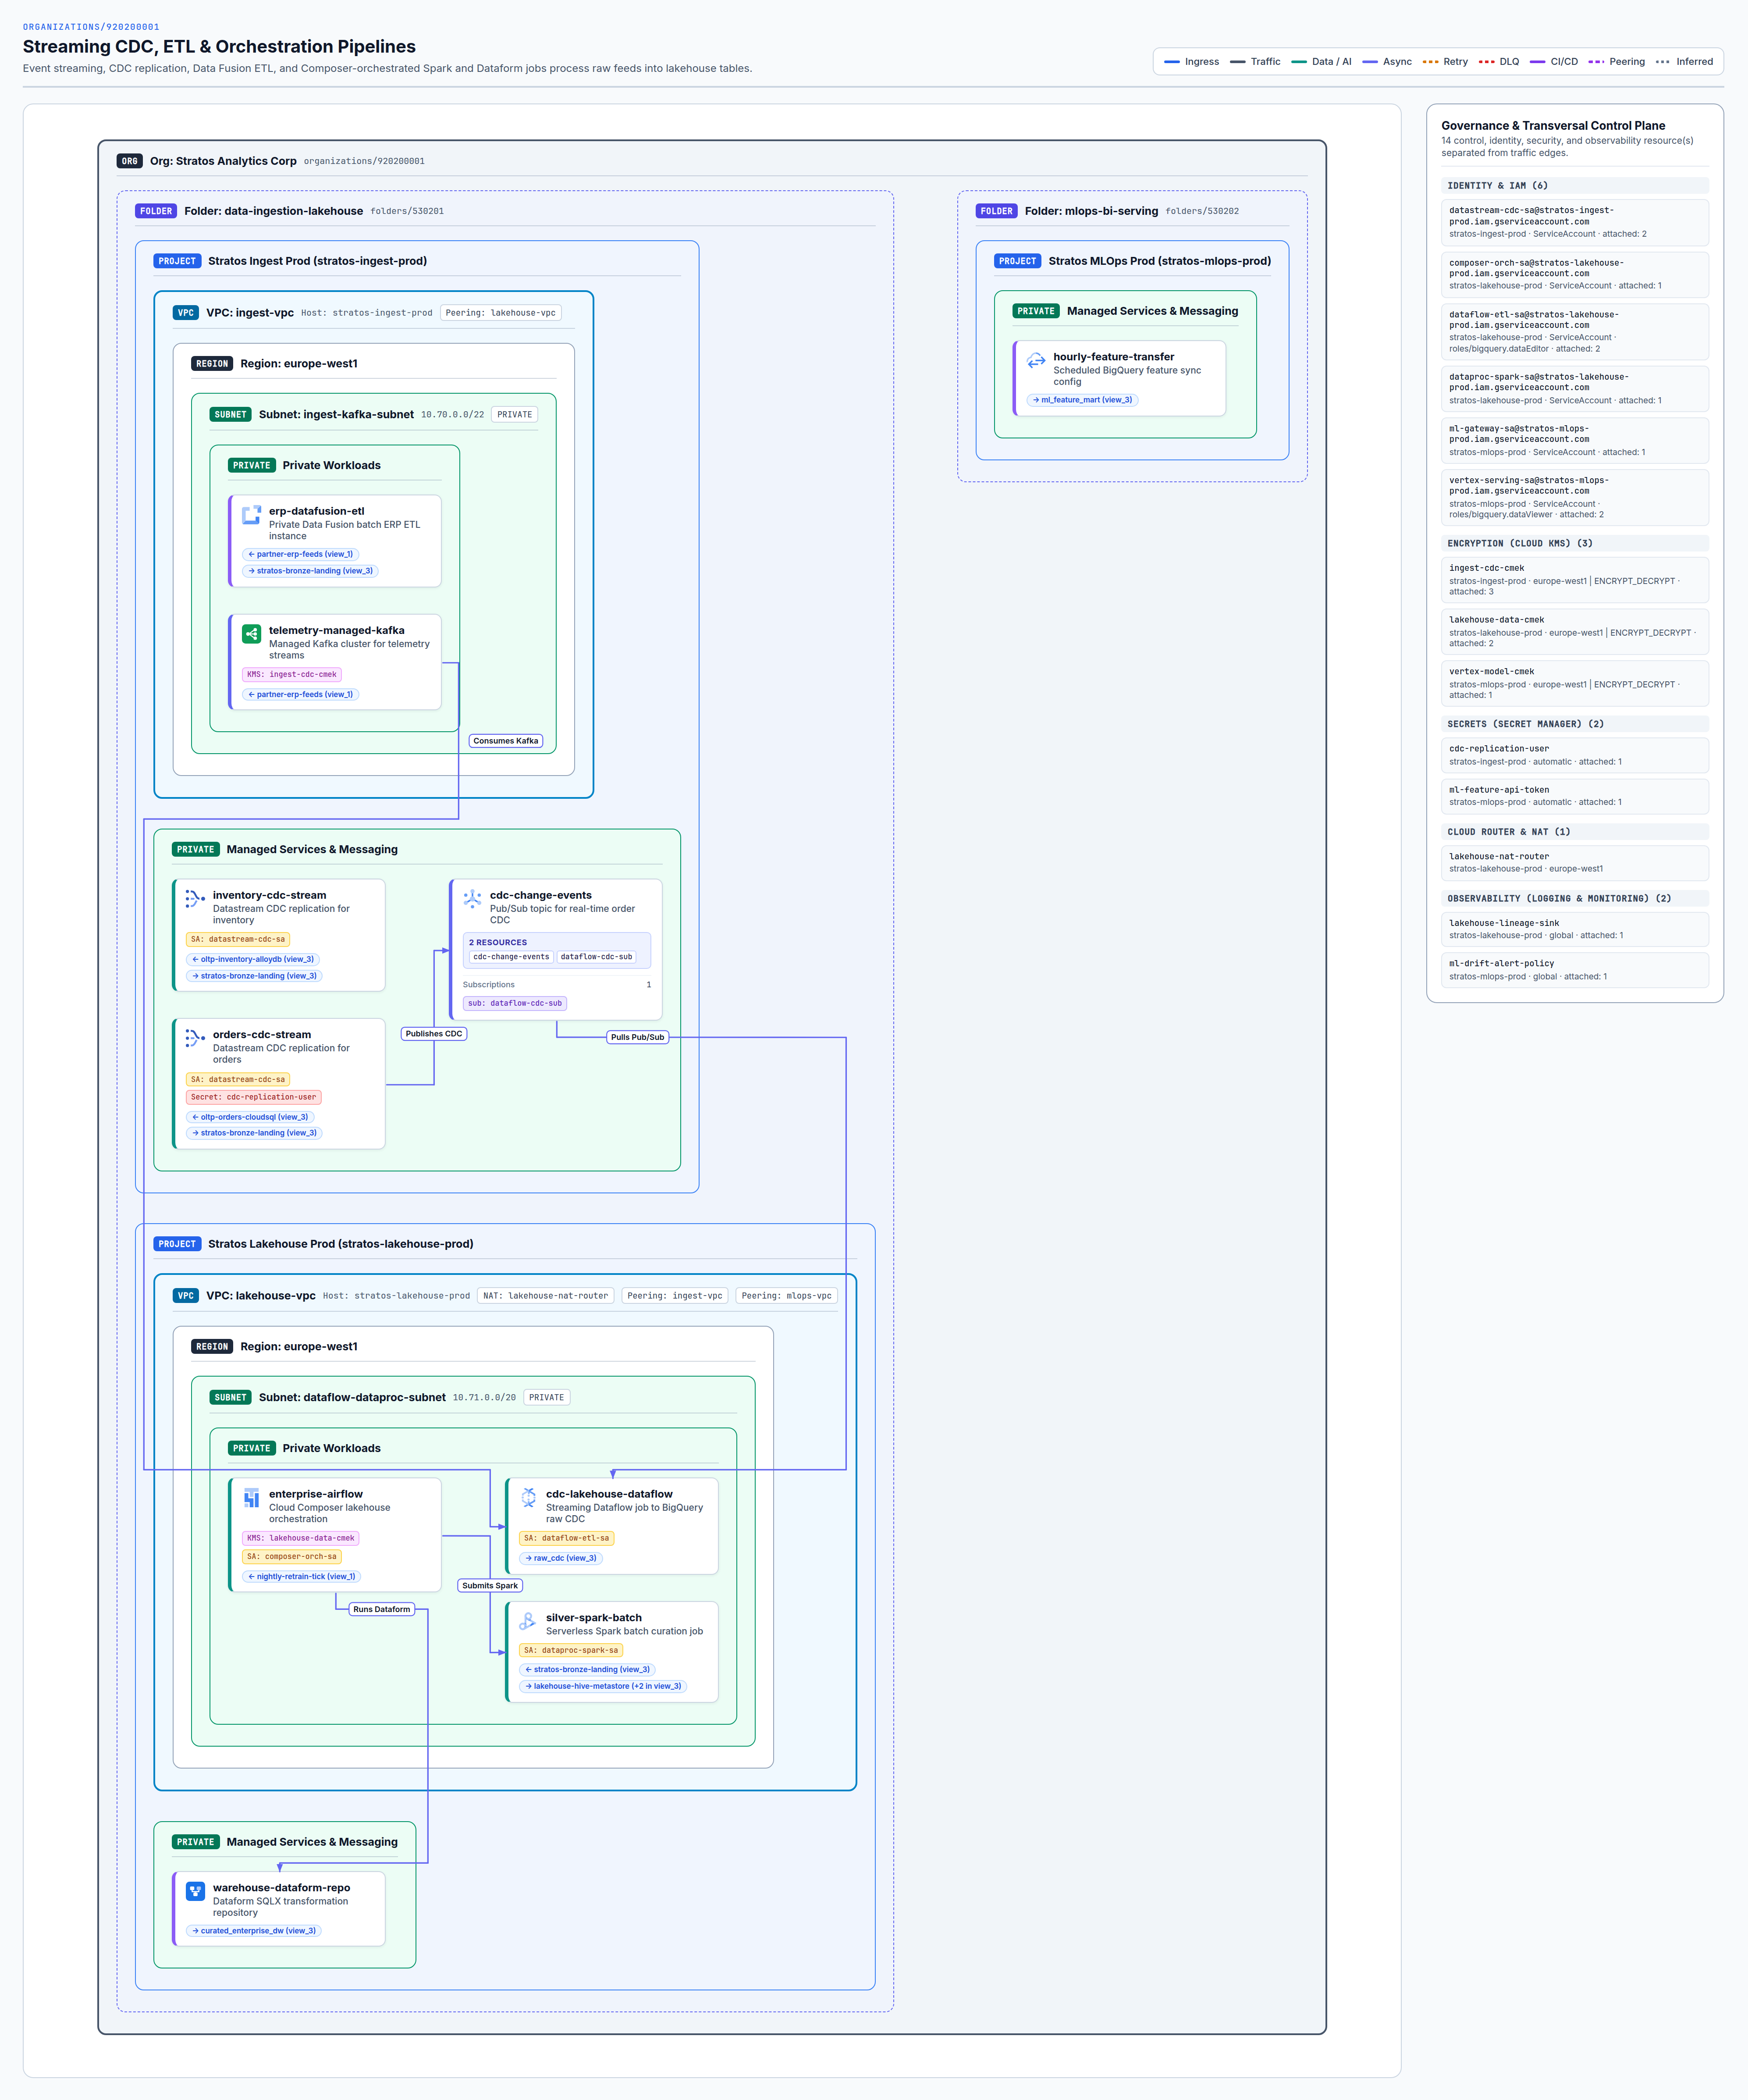 ORGANIZATIONS/920200001
Streaming CDC, ETL & Orchestration Pipelines
Event streaming, CDC replication, Data Fusion ETL, and Composer-orchestrated Spark and Dataform jobs process raw feeds into lakehouse tables.
Ingress
Traffic
Data / AI
Async
Retry
DLQ
CI/CD
Peering
Inferred
ORG Org: Stratos Analytics Corp organizations/920200001
FOLDER Folder: data-ingestion-lakehouse folders/530201
PROJECT Stratos Ingest Prod (stratos-ingest-prod)
VPC VPC: ingest-vpc Host: stratos-ingest-prod Peering: lakehouse-vpc
REGION Region: europe-west1
SUBNET Subnet: ingest-kafka-subnet 10.70.0.0/22 PRIVATE
PRIVATE Private Workloads
erp-datafusion-etl
Private Data Fusion batch ERP ETL
instance
← partner-erp-feeds (view_1)
→ stratos-bronze-landing (view_3)
telemetry-managed-kafka
Managed Kafka cluster for telemetry
streams
KMS: ingest-cdc-cmek
← partner-erp-feeds (view_1)
Consumes Kafka
PRIVATE Managed Services & Messaging
inventory-cdc-stream
Datastream CDC replication for
inventory
SA: datastream-cdc-sa
← oltp-inventory-alloydb (view_3)
→ stratos-bronze-landing (view_3)
cdc-change-events
Pub/Sub topic for real-time order
CDC
2 RESOURCES
cdc-change-events dataflow-cdc-sub
Subscriptions 1
sub: dataflow-cdc-sub
Publishes CDC
Pulls Pub/Sub
orders-cdc-stream
Datastream CDC replication for
orders
SA: datastream-cdc-sa
Secret: cdc-replication-user
← oltp-orders-cloudsql (view_3)
→ stratos-bronze-landing (view_3)
PROJECT Stratos Lakehouse Prod (stratos-lakehouse-prod)
VPC VPC: lakehouse-vpc Host: stratos-lakehouse-prod NAT: lakehouse-nat-router Peering: ingest-vpc Peering: mlops-vpc
REGION Region: europe-west1
SUBNET Subnet: dataflow-dataproc-subnet 10.71.0.0/20 PRIVATE
PRIVATE Private Workloads
enterprise-airflow
Cloud Composer lakehouse
orchestration
KMS: lakehouse-data-cmek
SA: composer-orch-sa
← nightly-retrain-tick (view_1)
cdc-lakehouse-dataflow
Streaming Dataflow job to BigQuery
raw CDC
SA: dataflow-etl-sa
→ raw_cdc (view_3)
Submits Spark
Runs Dataform
silver-spark-batch
Serverless Spark batch curation job
SA: dataproc-spark-sa
← stratos-bronze-landing (view_3)
→ lakehouse-hive-metastore (+2 in view_3)
PRIVATE Managed Services & Messaging
warehouse-dataform-repo
Dataform SQLX transformation
repository
→ curated_enterprise_dw (view_3)
FOLDER Folder: mlops-bi-serving folders/530202
PROJECT Stratos MLOps Prod (stratos-mlops-prod)
PRIVATE Managed Services & Messaging
hourly-feature-transfer
Scheduled BigQuery feature sync
config
→ ml_feature_mart (view_3)
Governance & Transversal Control Plane
14 control, identity, security, and observability resource(s)
separated from traffic edges.
IDENTITY & IAM (6)
datastream-cdc-sa@stratos-ingest-
prod.iam.gserviceaccount.com
stratos-ingest-prod · ServiceAccount · attached: 2
composer-orch-sa@stratos-lakehouse-
prod.iam.gserviceaccount.com
stratos-lakehouse-prod · ServiceAccount · attached: 1
dataflow-etl-sa@stratos-lakehouse-
prod.iam.gserviceaccount.com
stratos-lakehouse-prod · ServiceAccount ·
roles/bigquery.dataEditor · attached: 2
dataproc-spark-sa@stratos-lakehouse-
prod.iam.gserviceaccount.com
stratos-lakehouse-prod · ServiceAccount · attached: 1
ml-gateway-sa@stratos-mlops-
prod.iam.gserviceaccount.com
stratos-mlops-prod · ServiceAccount · attached: 1
vertex-serving-sa@stratos-mlops-
prod.iam.gserviceaccount.com
stratos-mlops-prod · ServiceAccount ·
roles/bigquery.dataViewer · attached: 2
ENCRYPTION (CLOUD KMS) (3)
ingest-cdc-cmek
stratos-ingest-prod · europe-west1 | ENCRYPT_DECRYPT ·
attached: 3
lakehouse-data-cmek
stratos-lakehouse-prod · europe-west1 | ENCRYPT_DECRYPT ·
attached: 2
vertex-model-cmek
stratos-mlops-prod · europe-west1 | ENCRYPT_DECRYPT ·
attached: 1
SECRETS (SECRET MANAGER) (2)
cdc-replication-user
stratos-ingest-prod · automatic · attached: 1
ml-feature-api-token
stratos-mlops-prod · automatic · attached: 1
CLOUD ROUTER & NAT (1)
lakehouse-nat-router
stratos-lakehouse-prod · europe-west1
OBSERVABILITY (LOGGING & MONITORING) (2)
lakehouse-lineage-sink
stratos-lakehouse-prod · global · attached: 1
ml-drift-alert-policy
stratos-mlops-prod · global · attached: 1